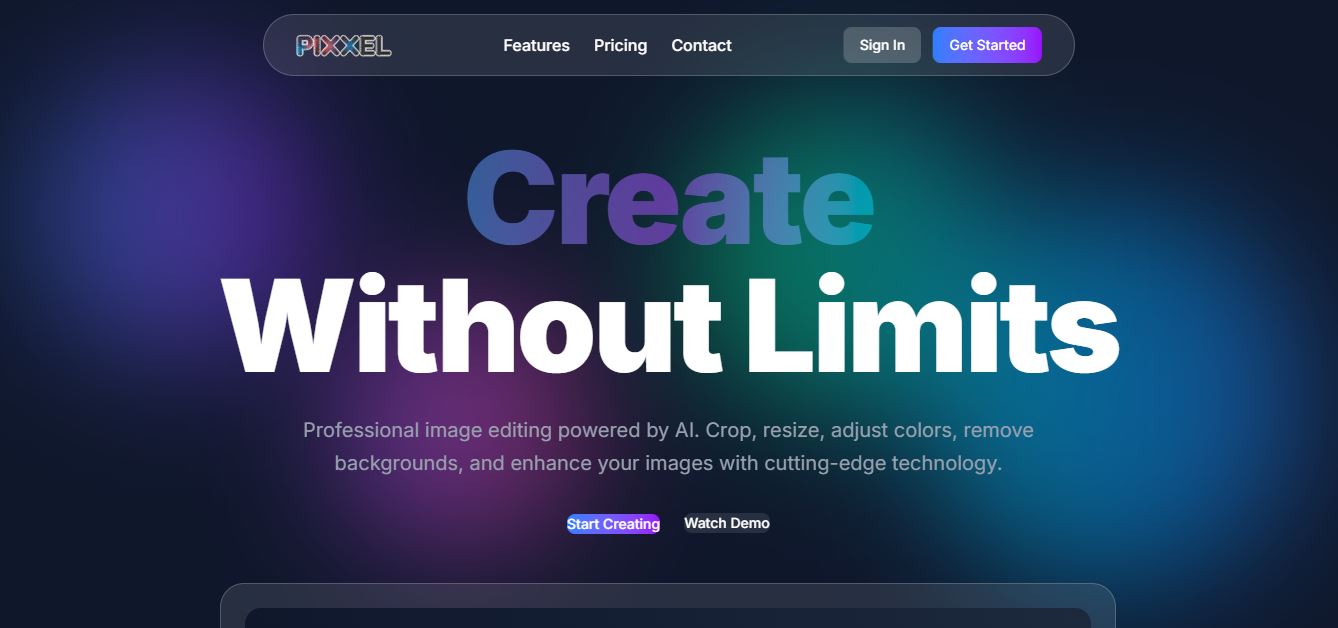 PIXXEL
Features Pricing Contact
Sign In
Get Started
Create
Without Limits
Professional image editing powered by AI. Crop, resize, adjust colors, remove
backgrounds, and enhance your images with cutting-edge technology.
Start Creating
Watch Demo